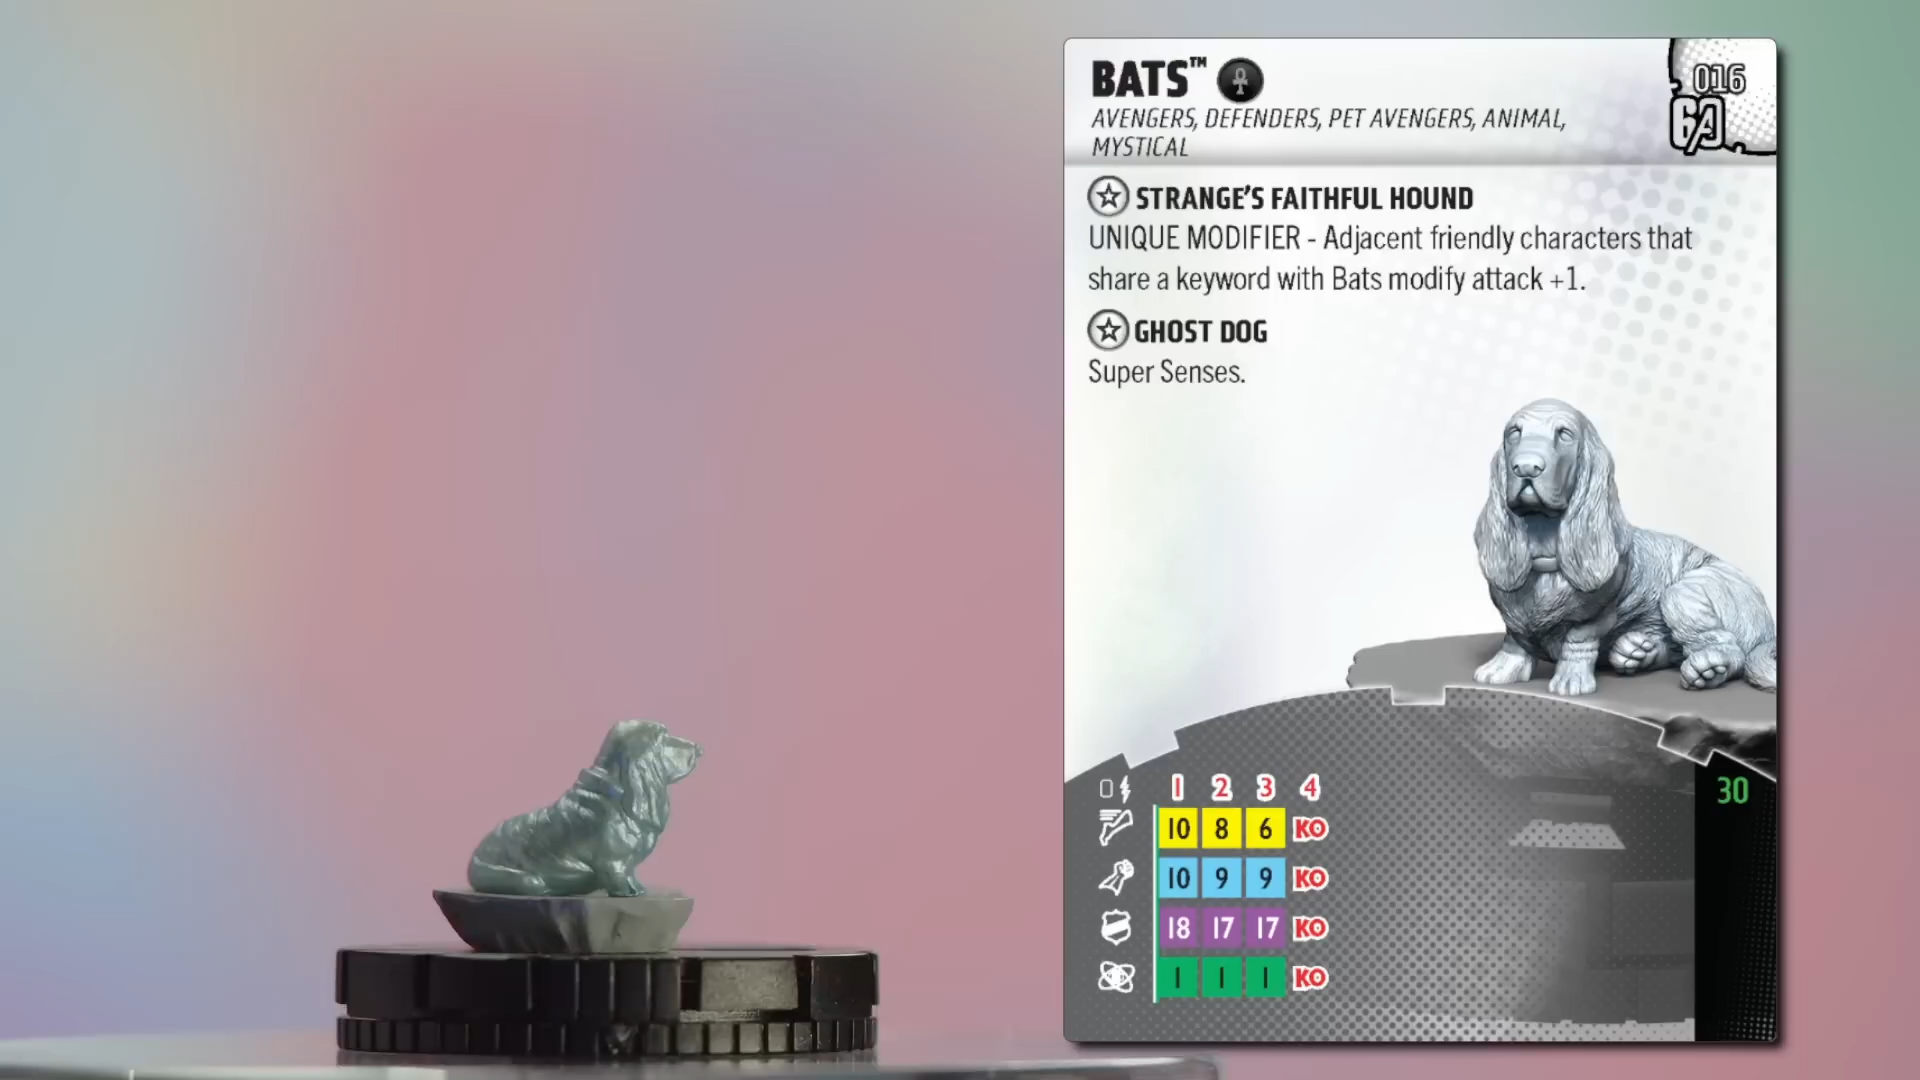 BATS™
016
AVENGERS, DEFENDERS, PET AVENGERS, ANIMAL,
MYSTICAL
STRANGE'S FAITHFUL HOUND
UNIQUE MODIFIER - Adjacent friendly characters that
share a keyword with Bats modify attack +1.
GHOST DOG
Super Senses.
0 1 2 3 4
10 8 6 KO
10 9 9 KO
18 17 17 KO
1 1 1 KO
30